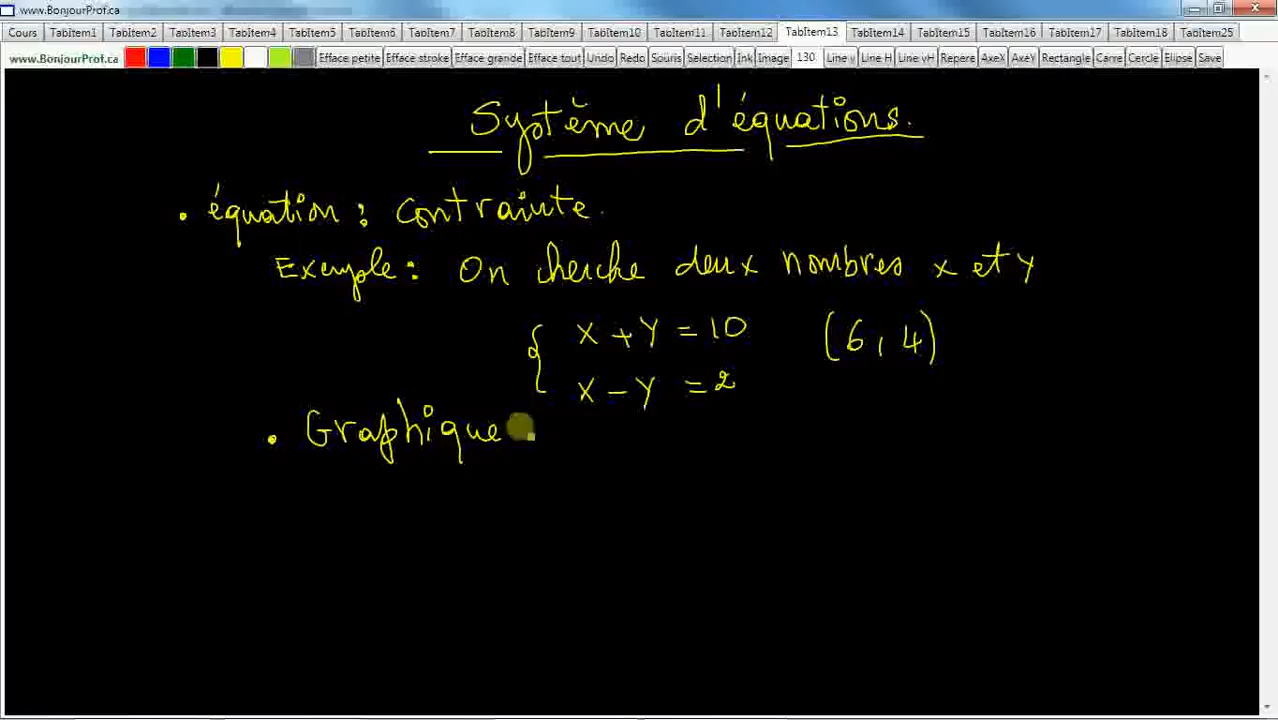 www.BonjourProf.ca
Cours TabItem1 TabItem2 TabItem3 TabItem4 TabItem5 TabItem6 TabItem7 TabItem8 TabItem9 TabItem10 TabItem11 TabItem12 TabItem13 TabItem14 TabItem15 TabItem16 TabItem17 TabItem18 TabItem25
www.BonjourProf.ca Efface petite Efface stroke Efface grande Efface tout Undo Redo Souris Selection Ink Image 130 Line v Line H Line vH Repere AxeX AxeY Rectangle Carre Cercle Elipse Save
Système d'équations.
• équation : contrainte.
Exemple : On cherche deux nombres x et y
{ x + y = 10 (6, 4)
x - y = 2
• Graphique